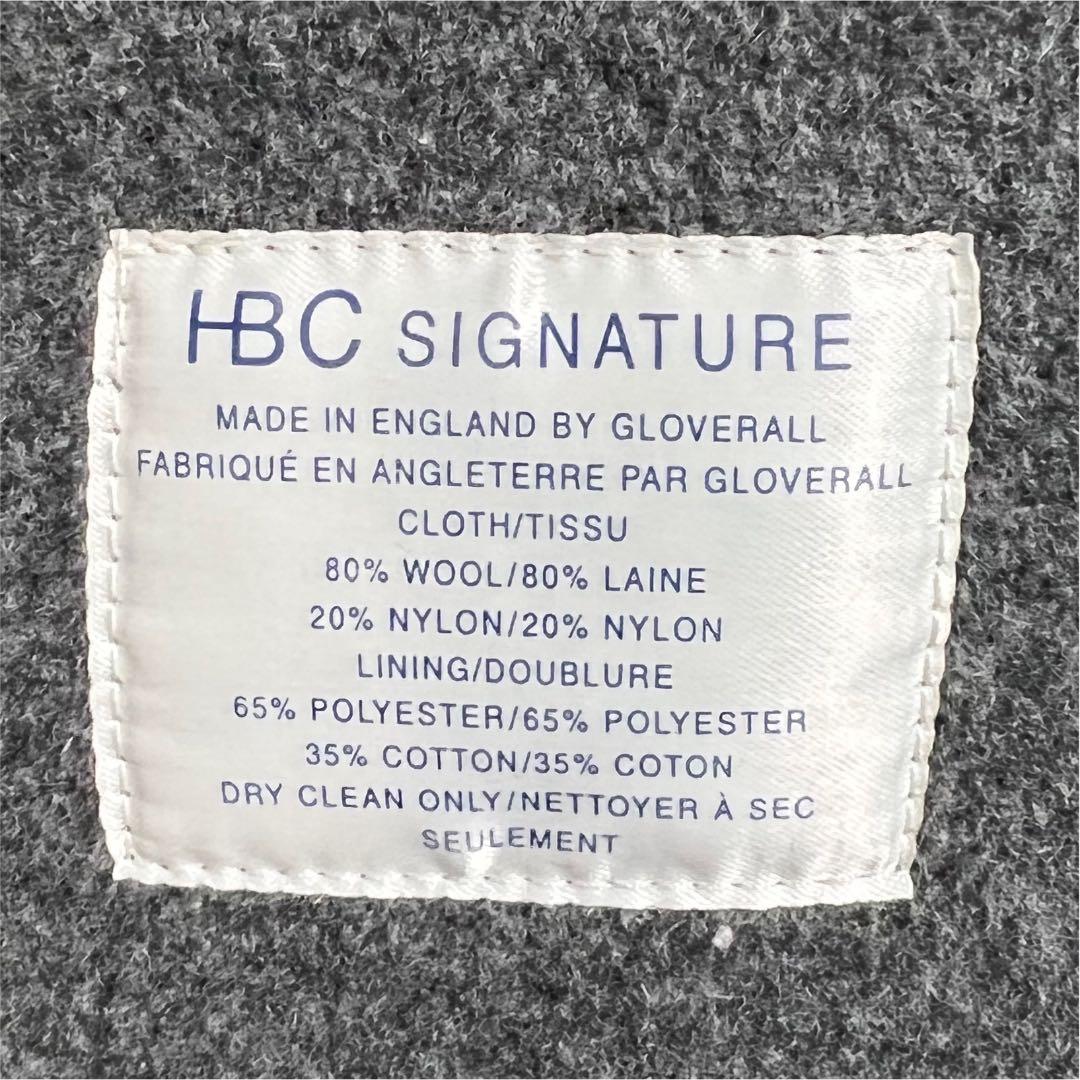 HBC SIGNATURE
MADE IN ENGLAND BY GLOVERALL
FABRIQUÉ EN ANGLETERRE PAR GLOVERALL
CLOTH/TISSU
80% WOOL/80% LAINE
20% NYLON/20% NYLON
LINING/DOUBLURE
65% POLYESTER/65% POLYESTER
35% COTTON/35% COTON
DRY CLEAN ONLY/NETTOYER À SEC
SEULEMENT